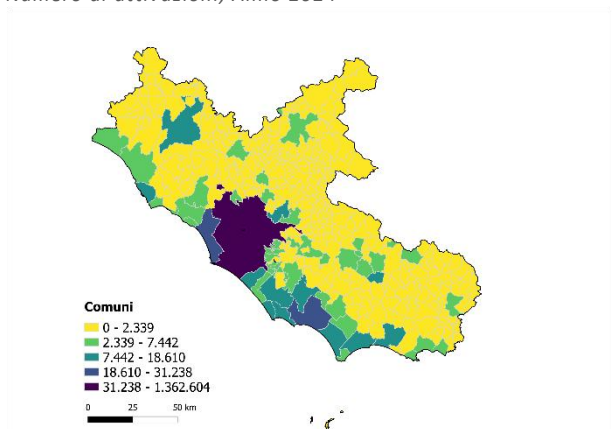 Comuni
0 - 2.339
2.339 - 7.442
7.442 - 18.610
18.610 - 31.238
31.238 - 1.362.604
0 25 50 km